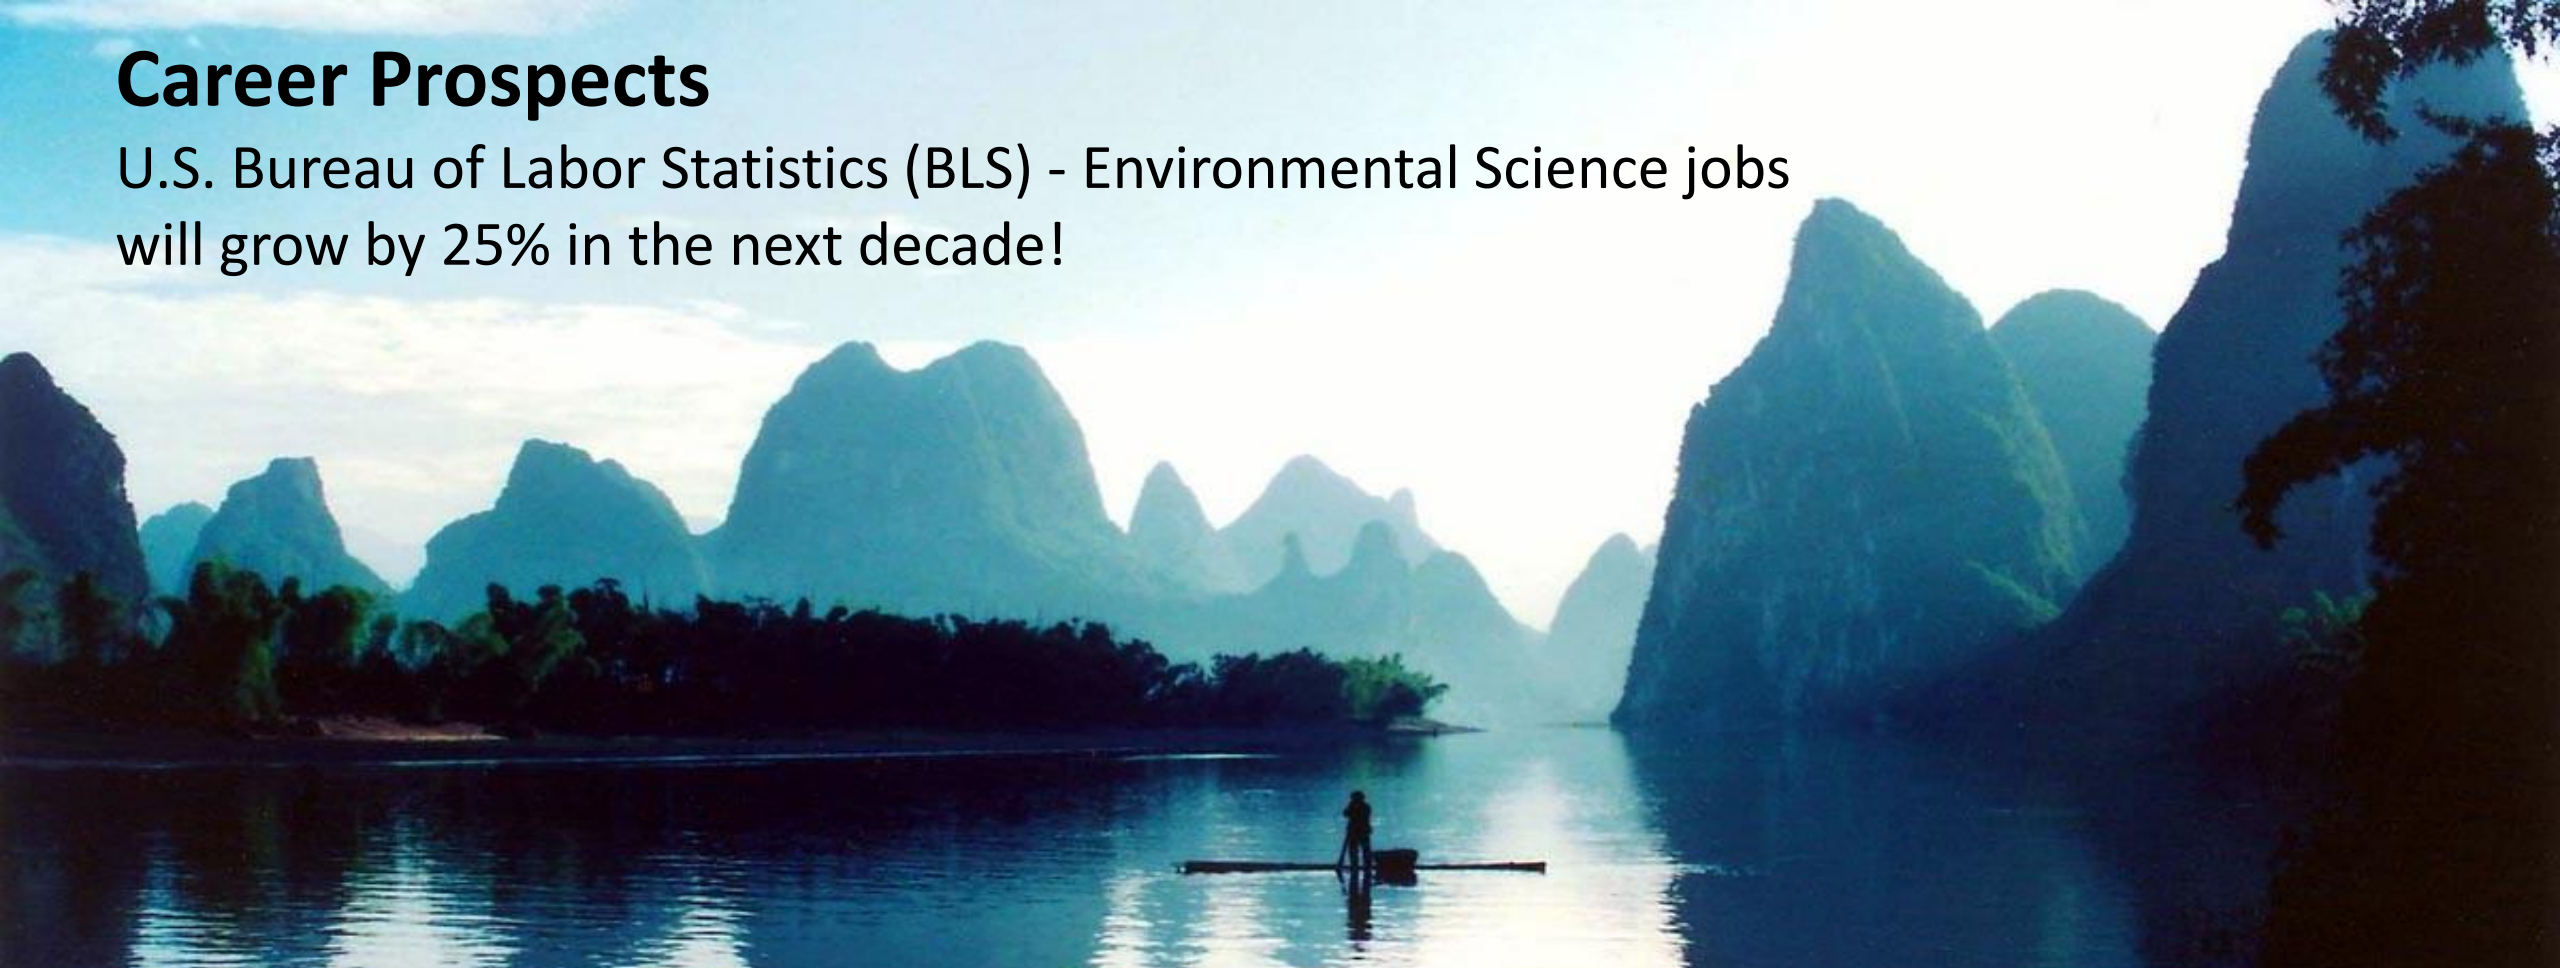 Career Prospects
U.S. Bureau of Labor Statistics (BLS) - Environmental Science jobs
will grow by 25% in the next decade!